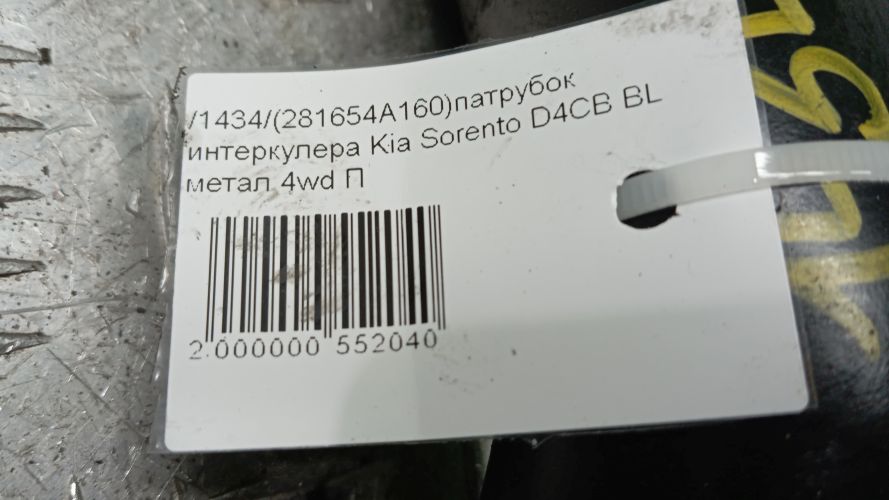 /1434/(281654A160)патрубок
интеркулера Kia Sorento D4CB BL
метал 4wd П
2 000000 552040